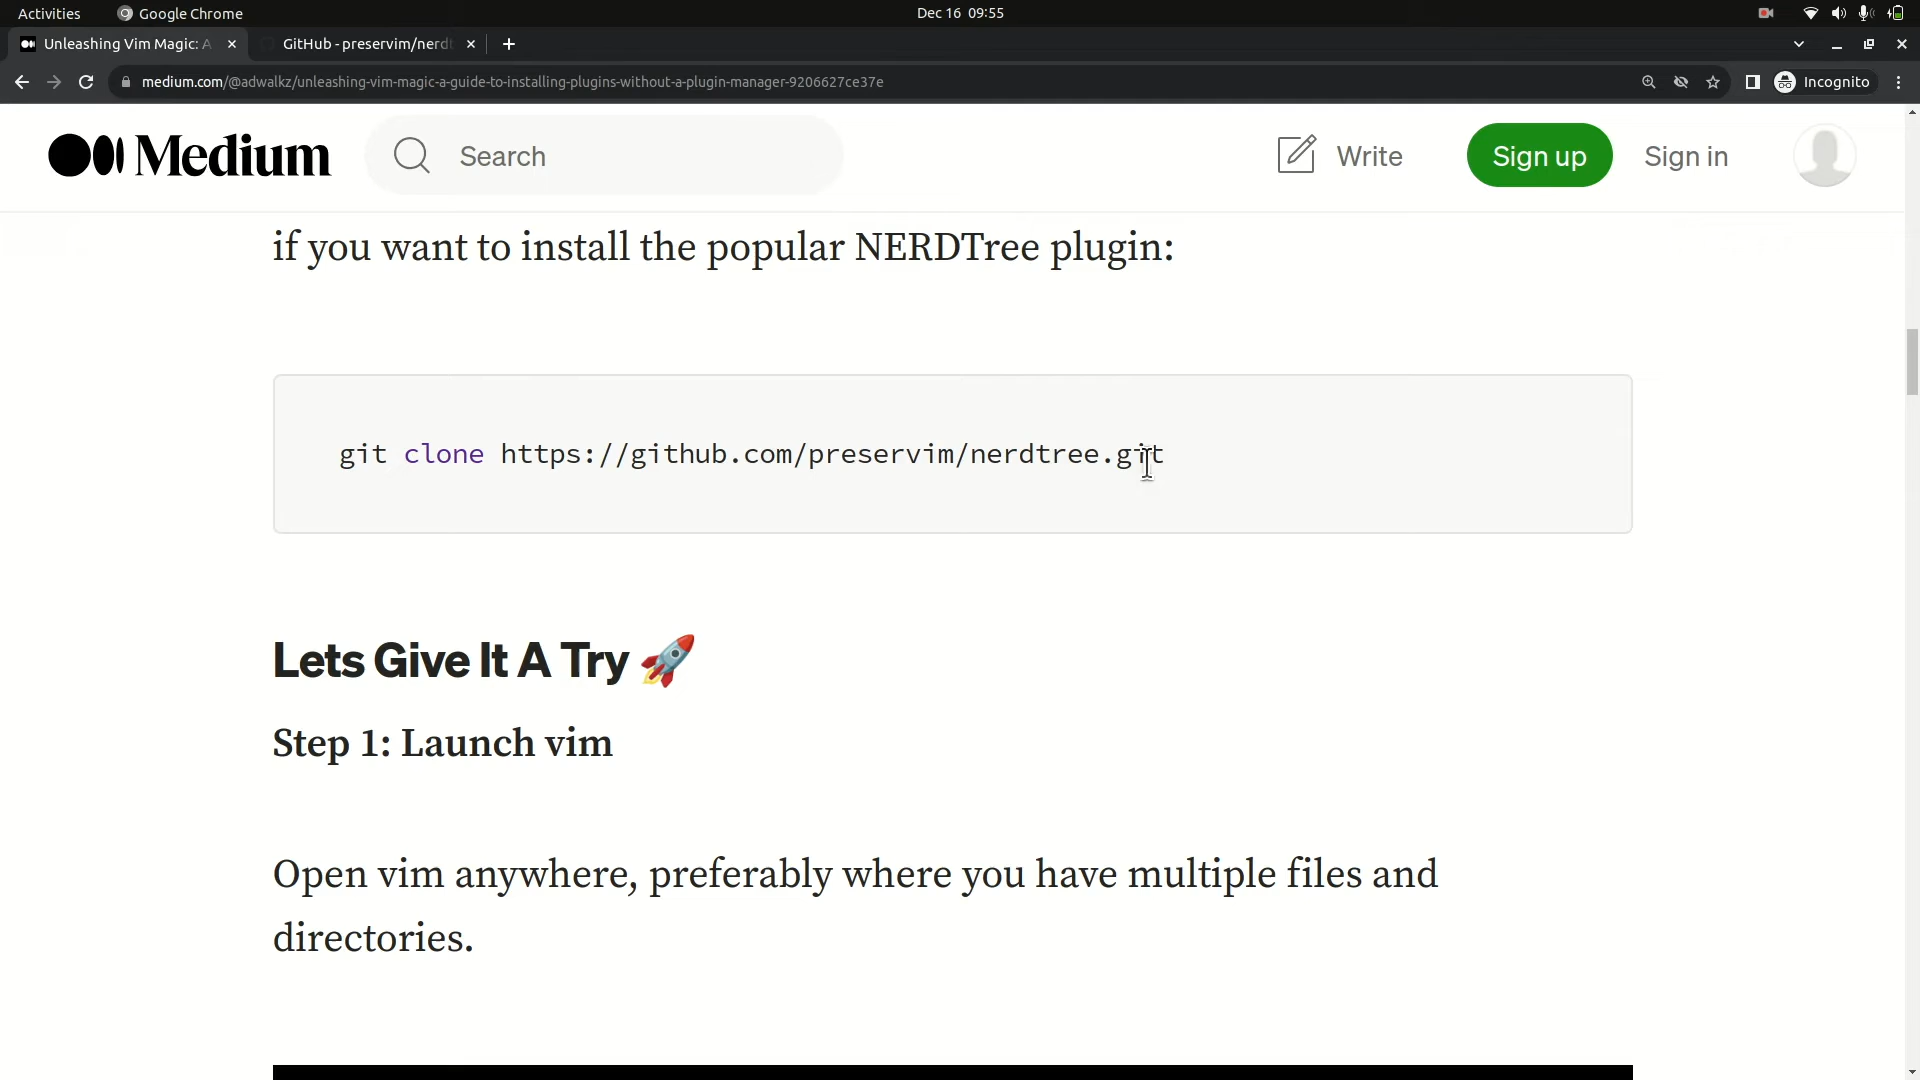 Activities
Google Chrome
Dec 16 09:55
Unleashing Vim Magic: A
GitHub - preservim/nerdt
medium.com/@adwalkz/unleashing-vim-magic-a-guide-to-installing-plugins-without-a-plugin-manager-9206627ce37e
Incognito
Medium
Search
Write
Sign up
Sign in
if you want to install the popular NERDTree plugin:
git clone https://github.com/preservim/nerdtree.git
Lets Give It A Try 🚀
Step 1: Launch vim
Open vim anywhere, preferably where you have multiple files and
directories.